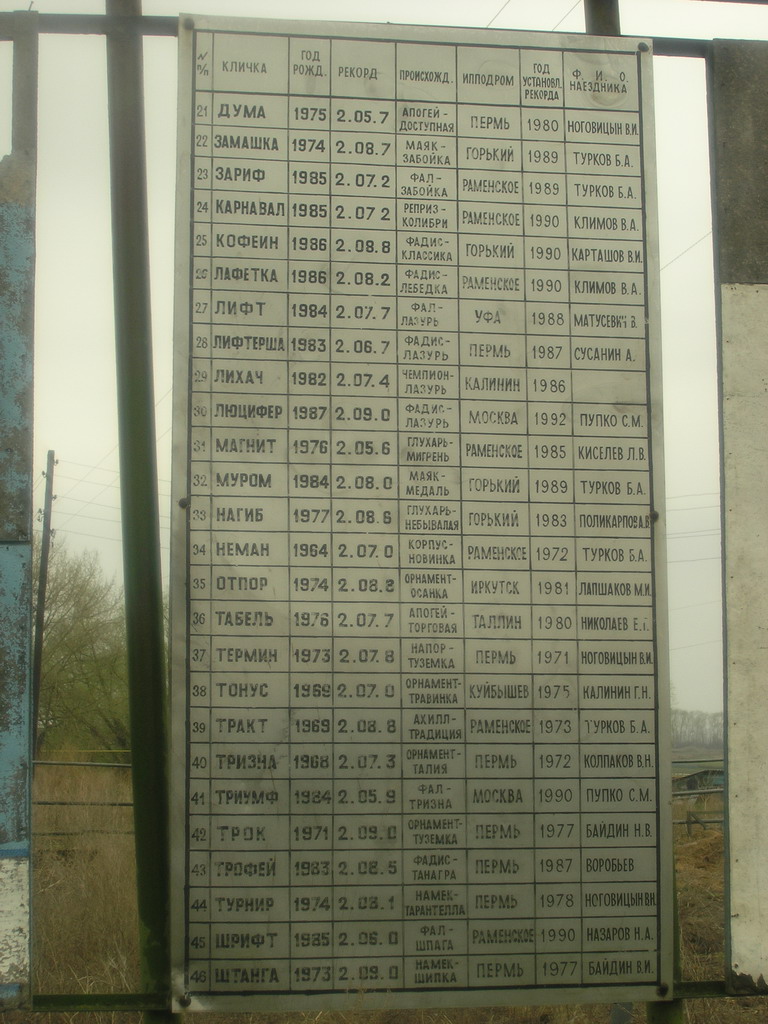 N п/п КЛИЧКА ГОД РОЖД. РЕКОРД ПРОИСХОЖД. ИППОДРОМ ГОД УСТАНОВЛ. РЕКОРДА Ф. И. О. НАЕЗДНИКА
21 ДУМА 1975 2.05.7 АПОГЕЙ-ДОСТУПНАЯ ПЕРМЬ 1980 НОГОВИЦЫН В.И.
22 ЗАМАШКА 1974 2.08.7 МАЯК-ЗАБОЙКА ГОРЬКИЙ 1989 ТУРКОВ Б.А.
23 ЗАРИФ 1985 2.07.2 ФАЛ-ЗАБОЙКА РАМЕНСКОЕ 1989 ТУРКОВ Б.А.
24 КАРНАВАЛ 1985 2.07 2 РЕПРИЗ-КОЛИБРИ РАМЕНСКОЕ 1990 КЛИМОВ В.А.
25 КОФЕИН 1986 2.08.8 ФАДИС-КЛАССИКА ГОРЬКИЙ 1990 КАРТАШОВ В.И.
26 ЛАФЕТКА 1986 2.08.2 ФАДИС-ЛЕБЕДКА РАМЕНСКОЕ 1990 КЛИМОВ В.А.
27 ЛИФТ 1984 2.07.7 ФАЛ-ЛАЗУРЬ УФА 1988 МАТУСЕВИЧ В.
28 ЛИФТЕРША 1983 2.06.7 ФАДИС-ЛАЗУРЬ ПЕРМЬ 1987 СУСАНИН А.
29 ЛИХАЧ 1982 2.07.4 ЧЕМПИОН-ЛАЗУРЬ КАЛИНИН 1986
30 ЛЮЦИФЕР 1987 2.09.0 ФАДИС-ЛАЗУРЬ МОСКВА 1992 ПУПКО С.М.
31 МАГНИТ 1976 2.05.6 ГЛУХАРЬ-МИГРЕНЬ РАМЕНСКОЕ 1985 КИСЕЛЕВ Л.В.
32 МУРОМ 1984 2.08.0 МАЯК-МЕДАЛЬ ГОРЬКИЙ 1989 ТУРКОВ Б.А.
33 НАГИБ 1977 2.08.6 ГЛУХАРЬ-НЕБЫВАЛАЯ ГОРЬКИЙ 1983 ПОЛИКАРПОВА.В
34 НЕМАН 1964 2.07.0 КОРПУС-НОВИНКА РАМЕНСКОЕ 1972 ТУРКОВ Б.А.
35 ОТПОР 1974 2.08.2 ОРНАМЕНТ-ОСАНКА ИРКУТСК 1981 ЛАПШАКОВ М.И.
36 ТАБЕЛЬ 1976 2.07.7 АПОГЕЙ-ТОРГОВАЯ ТАЛЛИН 1980 НИКОЛАЕВ
37 ТЕРМИН 1973 2.07.8 НАПОР-ТУЗЕМКА ПЕРМЬ 1971 НОГОВИЦЫН В.И.
38 ТОНУС 1969 2.07.0 ОРНАМЕНТ-ТРАВИНКА КУЙБЫШЕВ 1975 КАЛИНИН Г.Н.
39 ТРАКТ 1969 2.08.8 АХИЛЛ-ТРАДИЦИЯ РАМЕНСКОЕ 1973 ТУРКОВ Б.А.
40 ТРИЗНА 1968 2.07.3 ОРНАМЕНТ-ТАЛИЯ ПЕРМЬ 1972 КОЛПАКОВ В.Н.
41 ТРИУМФ 1984 2.05.9 ФАЛ-ТРИЗНА МОСКВА 1990 ПУПКО С.М.
42 ТРОК 1971 2.09.0 ОРНАМЕНТ-ТУЗЕМКА ПЕРМЬ 1977 БАЙДИН Н.В.
43 ТРОФЕЙ 1983 2.08.5 ФАДИС-ТАНАГРА ПЕРМЬ 1987 ВОРОБЬЕВ
44 ТУРНИР 1974 2.08.1 НАМЕК-ТАРАНТЕЛЛА ПЕРМЬ 1978 НОГОВИЦЫН В.Н.
45 ШРИФТ 1985 2.06.0 ФАЛ-ШПАГА РАМЕНСКОЕ 1990 НАЗАРОВ Н.А.
46 ШТАНГА 1973 2.09.0 НАМЕК-ШИПКА ПЕРМЬ 1977 БАЙДИН В.И.